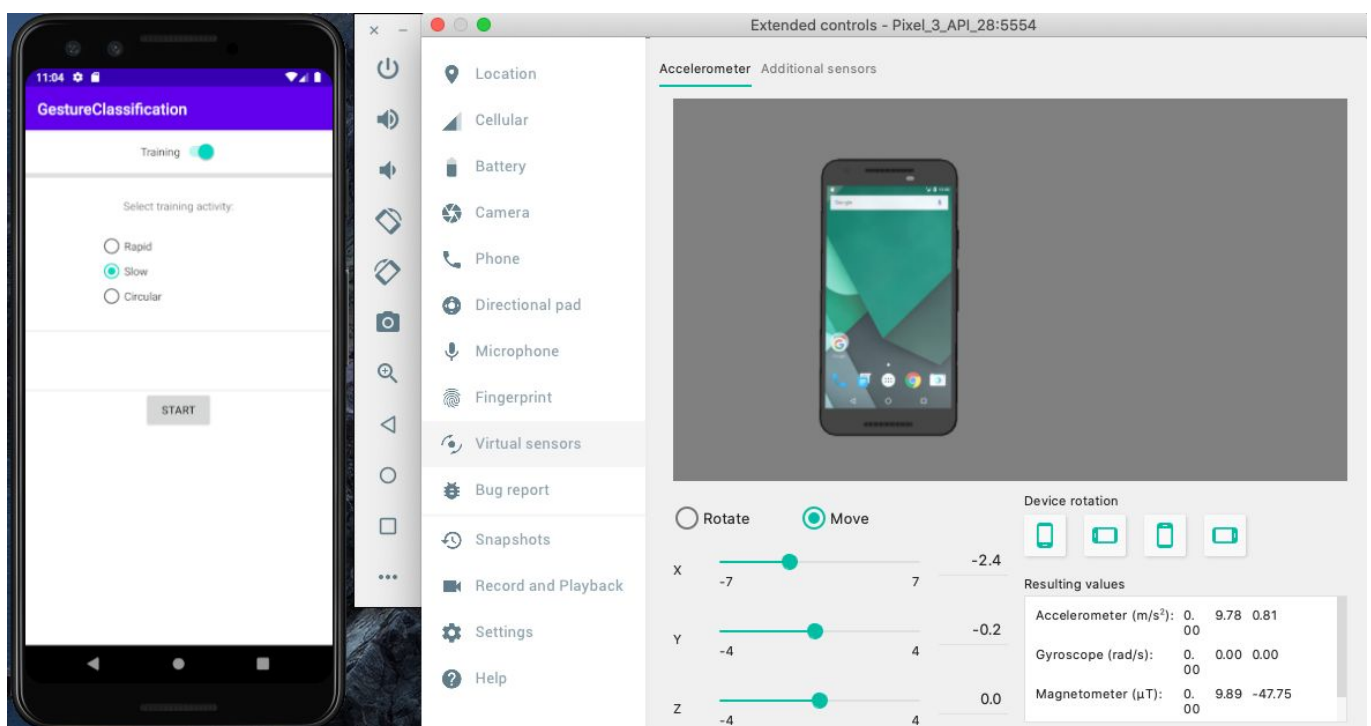 11:04
GestureClassification
Training
Select training activity:
Rapid
Slow
Circular
START
Extended controls - Pixel_3_API_28:5554
Location
Cellular
Battery
Camera
Phone
Directional pad
Microphone
Fingerprint
Virtual sensors
Bug report
Snapshots
Record and Playback
Settings
Help
Accelerometer Additional sensors
Rotate Move
X -2.4
-7 7
Y -0.2
-4 4
Z 0.0
-4 4
Device rotation
Resulting values
Accelerometer (m/s²): 0. 9.78 0.81
00
Gyroscope (rad/s): 0. 0.00 0.00
00
Magnetometer (μT): 0. 9.89 -47.75
00